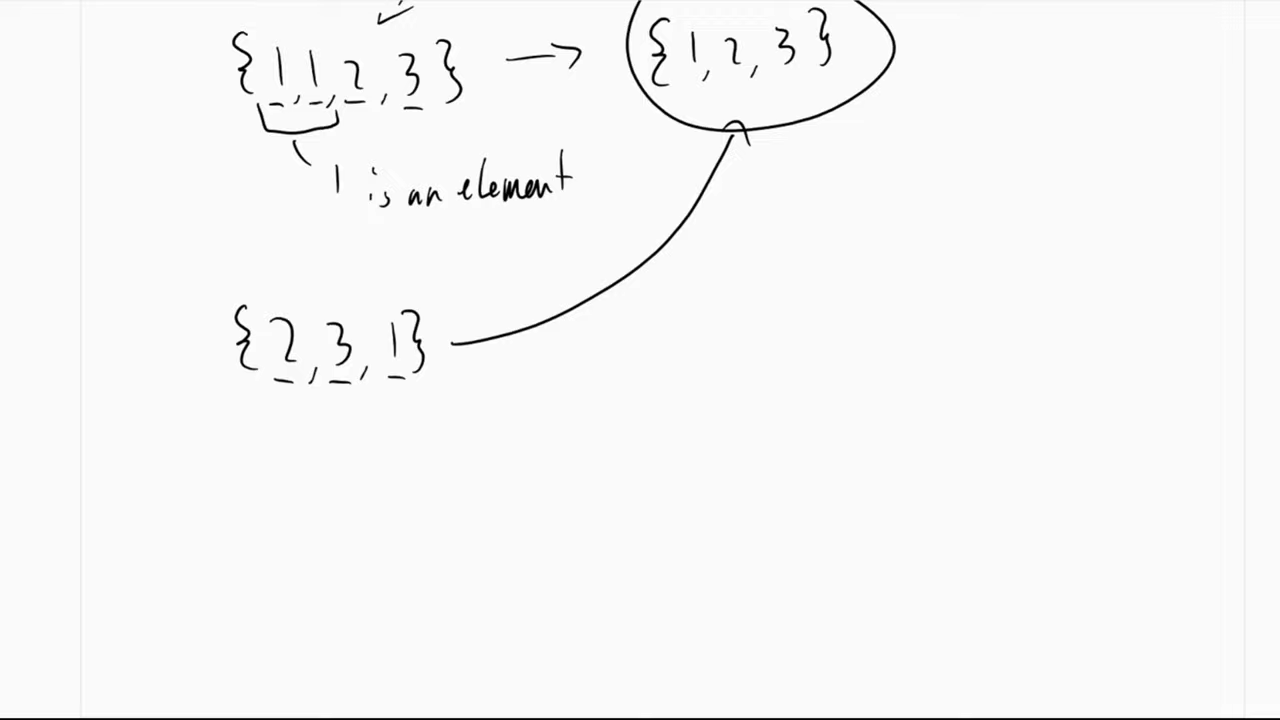 {1,1,2,3} → {1,2,3}
1 is an element
{2,3,1}